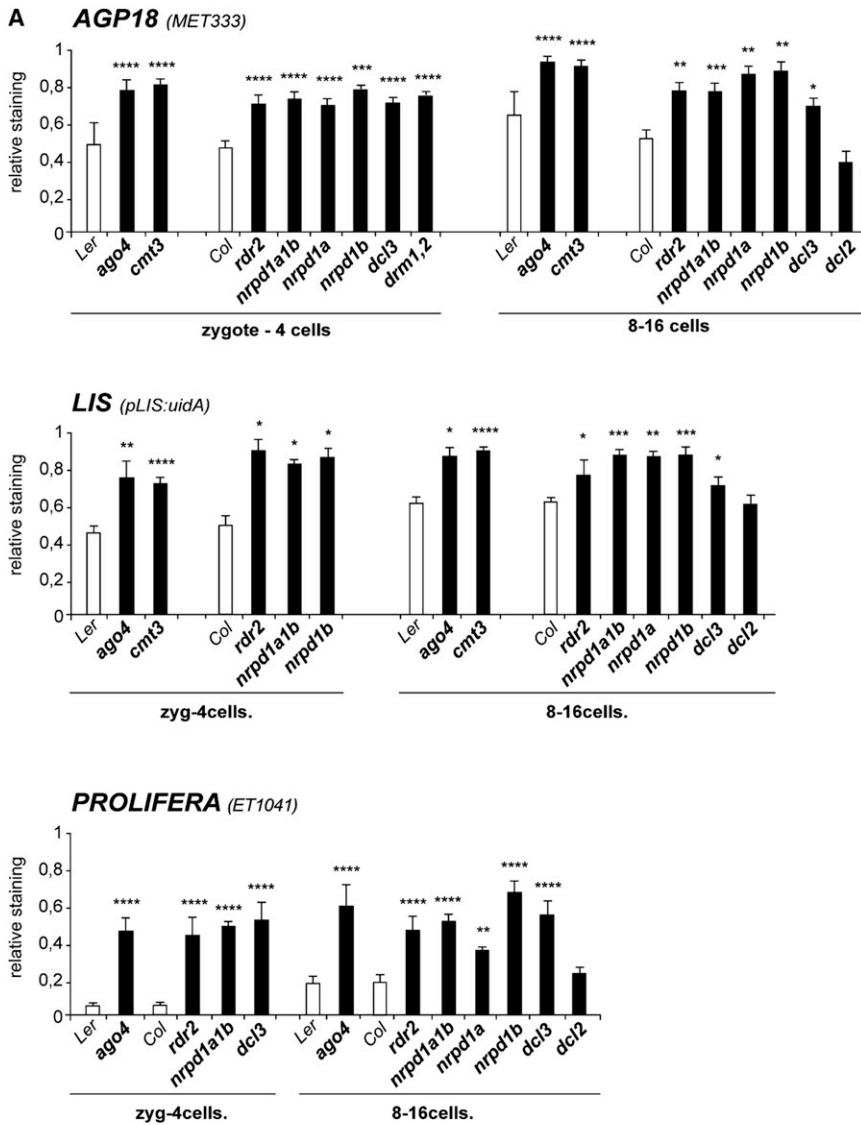 A
AGP18 (MET333)
relative staining
1
0,8
0,6
0,4
0,2
0
**** ****
**** **** **** *** **** ****
**** ****
** *** ** ** *
Ler ago4 cmt3 Col rdr2 nrpd1a1b nrpd1a nrpd1b dcl3 drm1,2 Ler ago4 cmt3 Col rdr2 nrpd1a1b nrpd1a nrpd1b dcl3 dcl2
zygote - 4 cells 8-16 cells
LIS (pLIS:uidA)
relative staining
1
0,8
0,6
0,4
0,2
0
** ****
* * *
* ****
* *** ** *** *
Ler ago4 cmt3 Col rdr2 nrpd1a1b nrpd1b Ler ago4 cmt3 Col rdr2 nrpd1a1b nrpd1a nrpd1b dcl3 dcl2
zyg-4cells. 8-16cells.
PROLIFERA (ET1041)
relative staining
1
0,8
0,6
0,4
0,2
0
****
**** **** ****
****
**** **** ** **** ****
Ler ago4 Col rdr2 nrpd1a1b dcl3 Ler ago4 Col rdr2 nrpd1a1b nrpd1a nrpd1b dcl3 dcl2
zyg-4cells. 8-16cells.